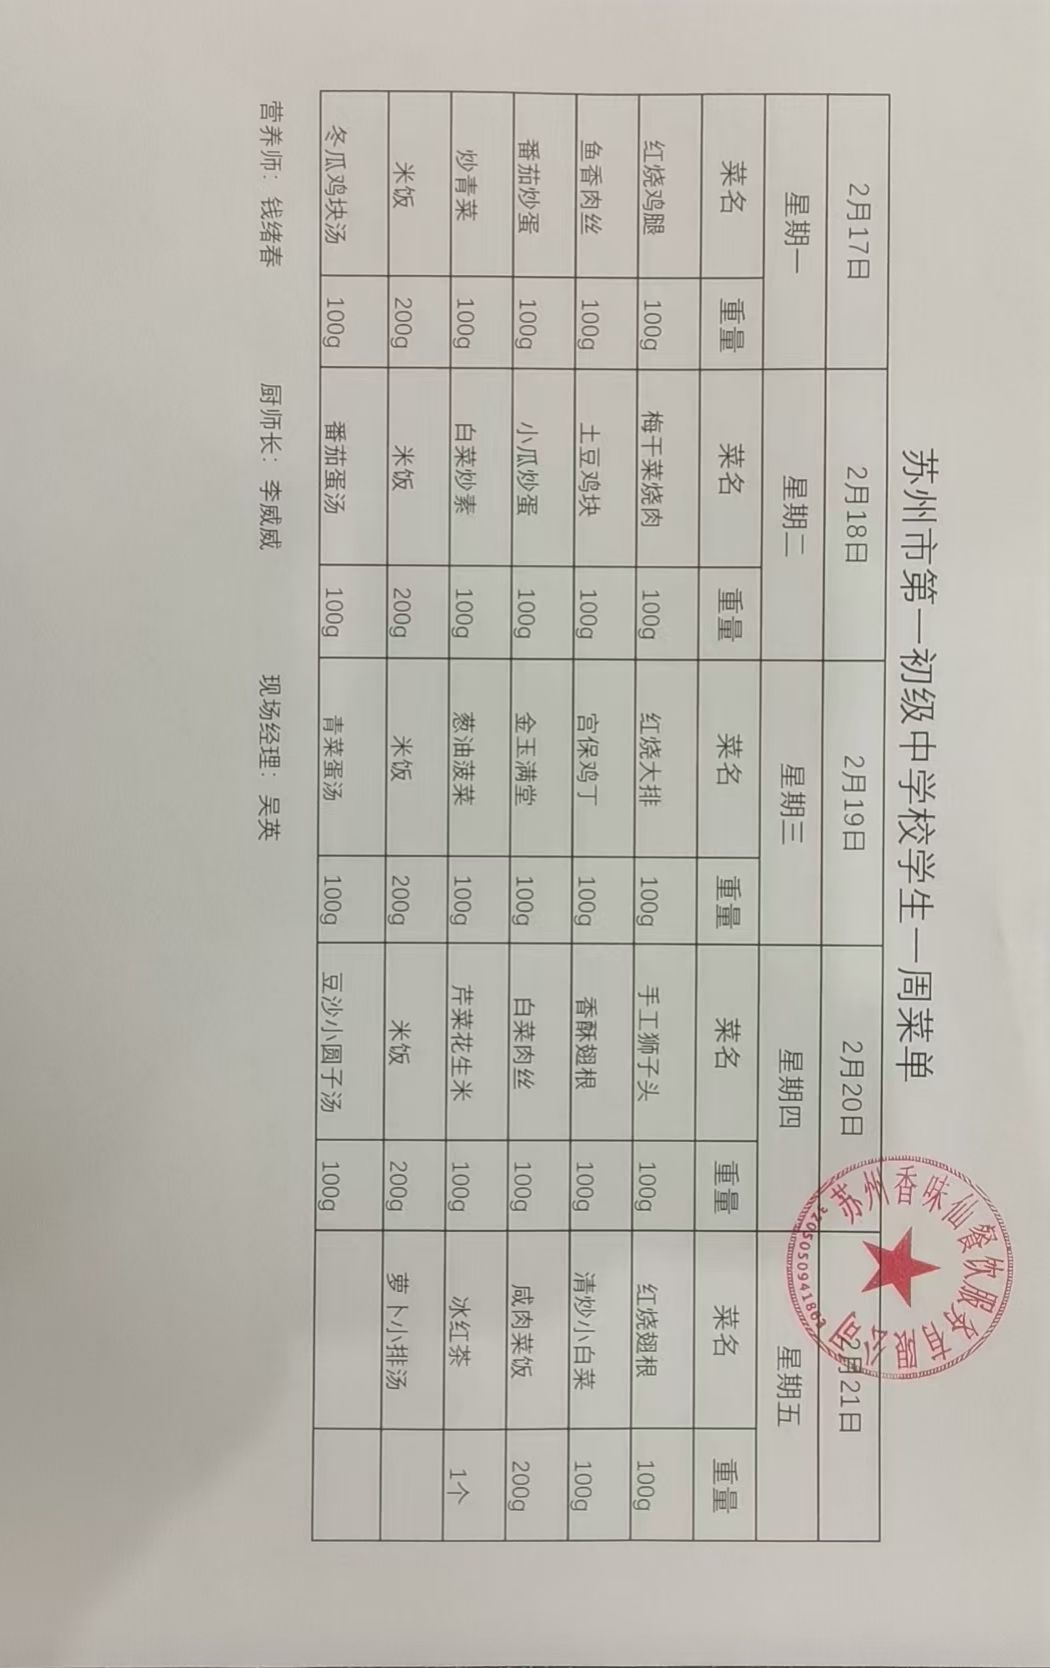 苏州市第一初级中学校学生一周菜单
2月17日 2月18日 2月19日 2月20日 2月21日
星期一 星期二 星期三 星期四 星期五
菜名 重量 菜名 重量 菜名 重量 菜名 重量 菜名 重量
红烧鸡腿 100g 梅干菜烧肉 100g 红烧大排 100g 手工狮子头 100g 红烧翅根 100g
鱼香肉丝 100g 土豆鸡块 100g 宫保鸡丁 100g 香酥翅根 100g 清炒小白菜 100g
番茄炒蛋 100g 小瓜炒蛋 100g 金玉满堂 100g 白菜肉丝 100g 咸肉菜饭 200g
炒青菜 100g 白菜炒素 100g 葱油菠菜 100g 芹菜花生米 100g 冰红茶 1个
米饭 200g 米饭 200g 米饭 200g 米饭 200g 萝卜小排汤
冬瓜鸡块汤 100g 番茄蛋汤 100g 青菜蛋汤 100g 豆沙小圆子汤 100g
营养师：钱绪春 厨师长：李威威 现场经理：吴英
苏州香味仙餐饮服务有限公司